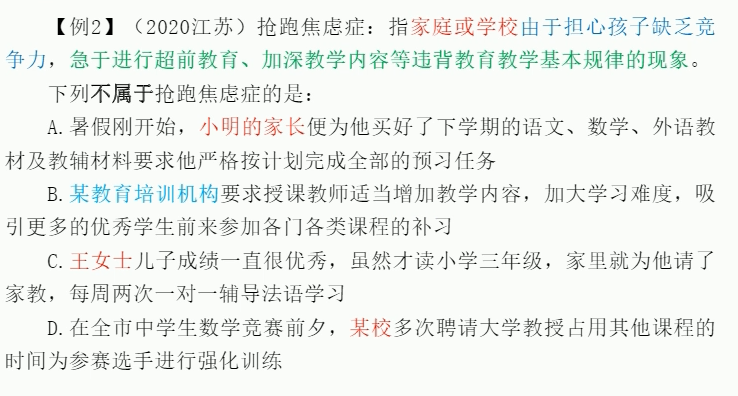 【例2】（2020江苏）抢跑焦虑症：指家庭或学校由于担心孩子缺乏竞
争力，急于进行超前教育、加深教学内容等违背教育教学基本规律的现象。
下列不属于抢跑焦虑症的是：
A.暑假刚开始，小明的家长便为他买好了下学期的语文、数学、外语教
材及教辅材料要求他严格按计划完成全部的预习任务
B.某教育培训机构要求授课教师适当增加教学内容，加大学习难度，吸
引更多的优秀学生前来参加各门各类课程的补习
C.王女士儿子成绩一直很优秀，虽然才读小学三年级，家里就为他请了
家教，每周两次一对一辅导法语学习
D.在全市中学生数学竞赛前夕，某校多次聘请大学教授占用其他课程的
时间为参赛选手进行强化训练